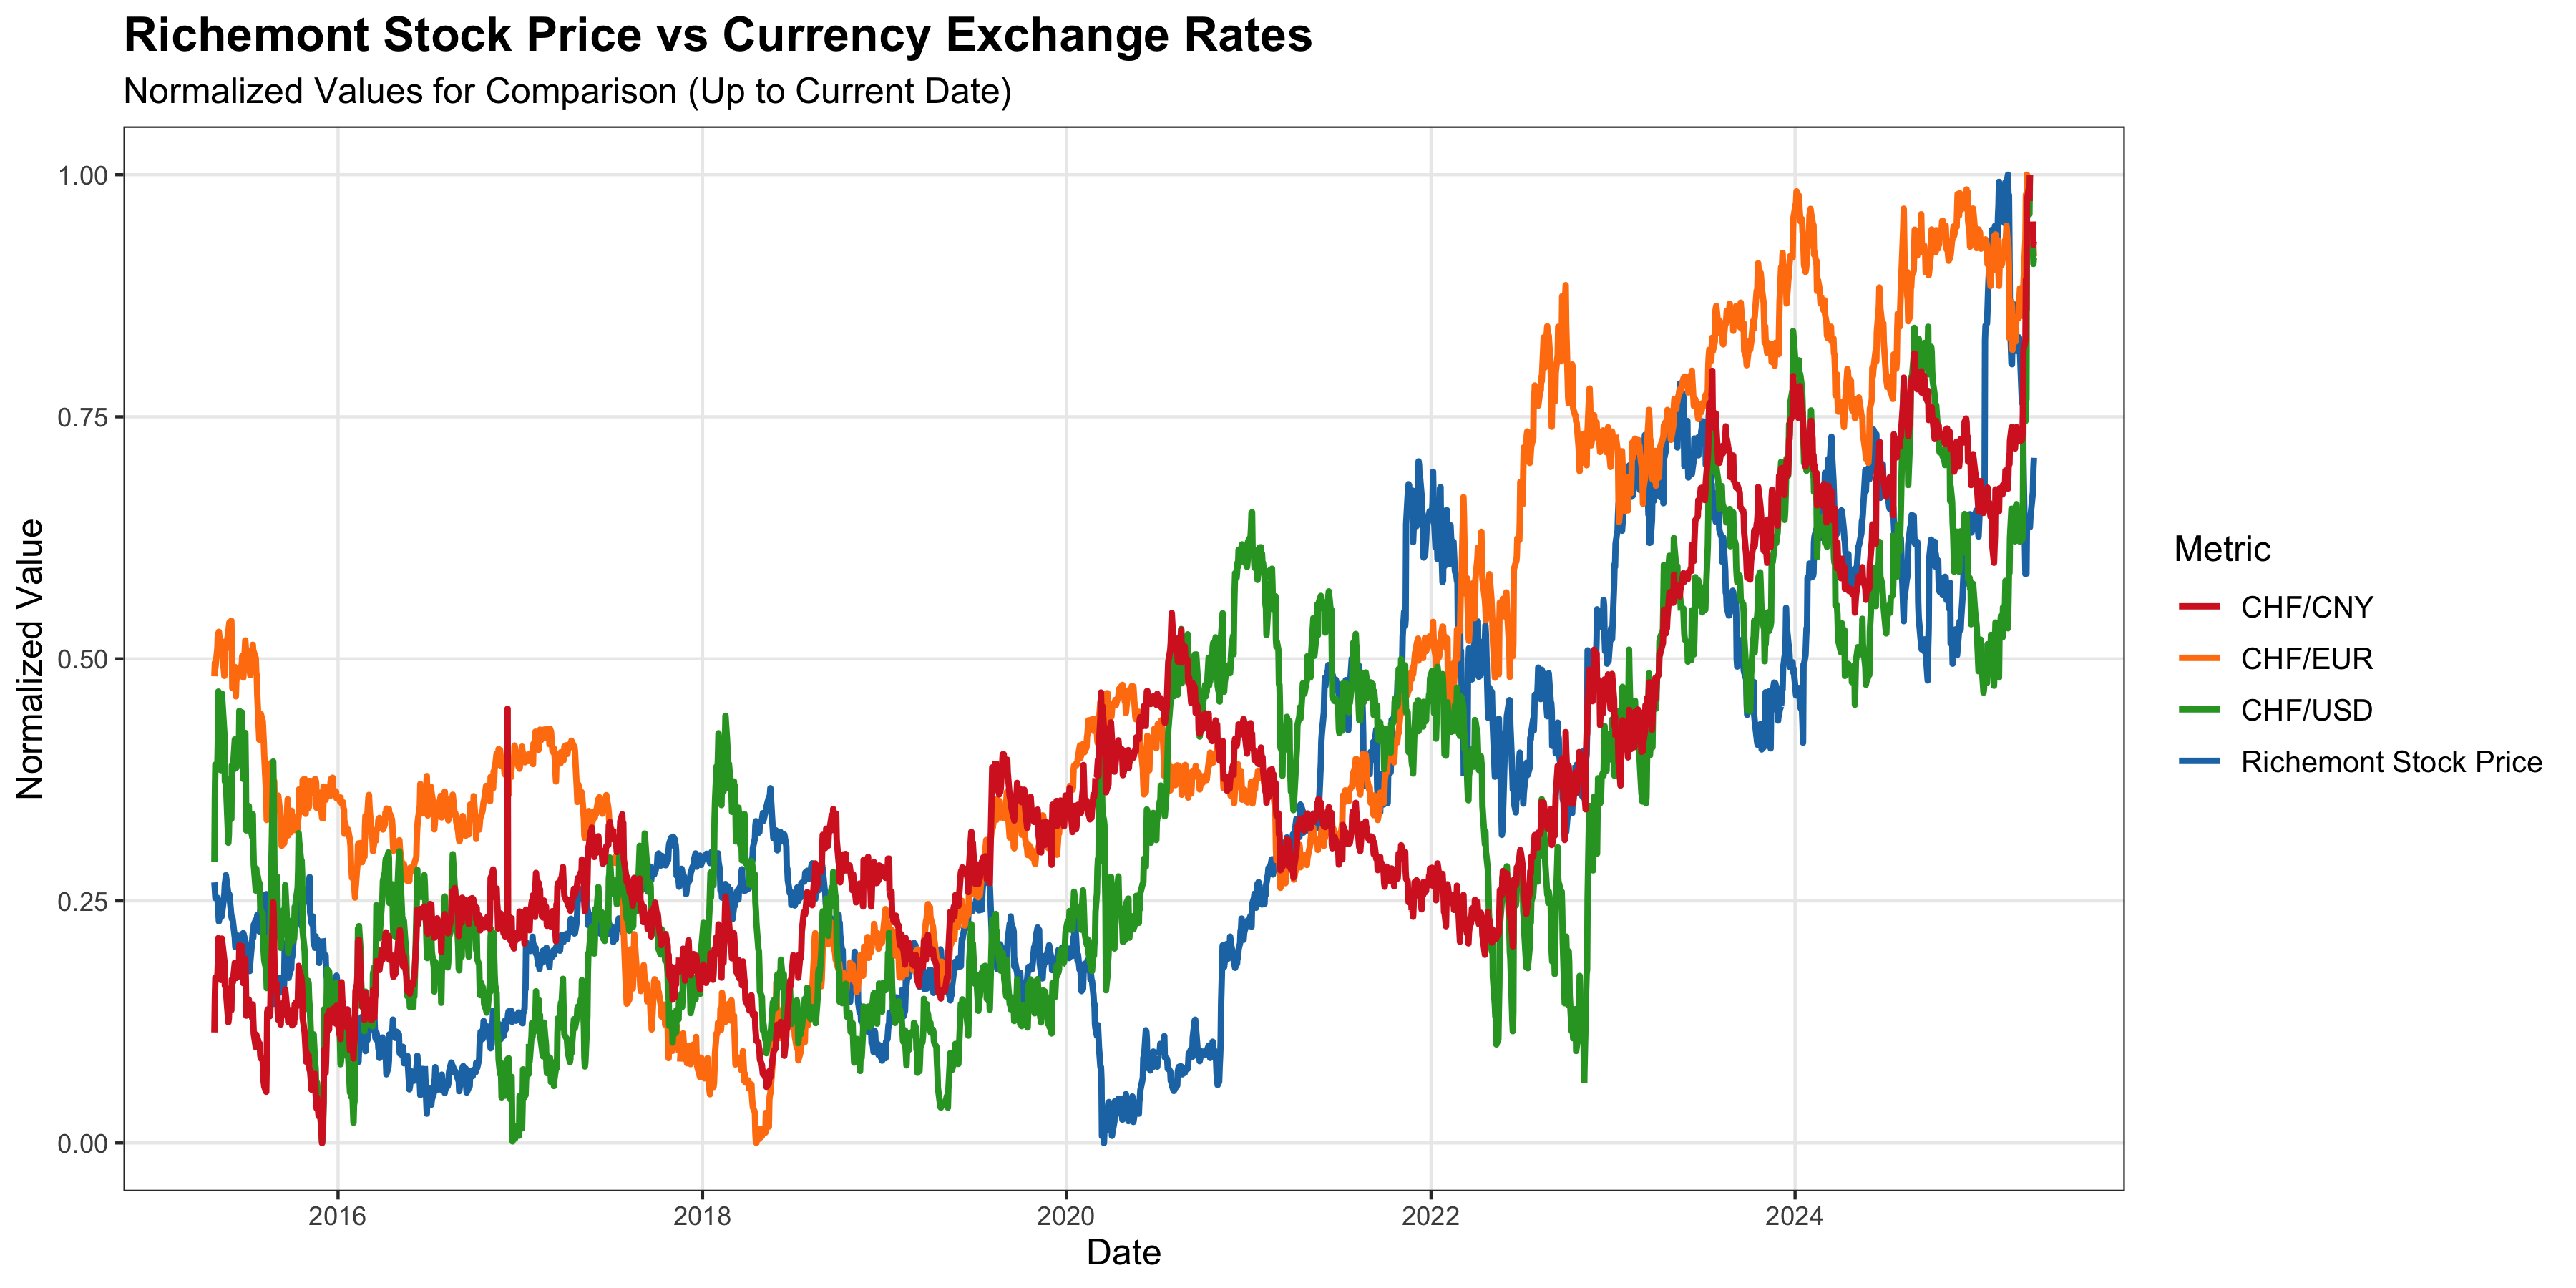 Richemont Stock Price vs Currency Exchange Rates
Normalized Values for Comparison (Up to Current Date)
1.00
0.75
0.50
0.25
0.00
Normalized Value
2016
2018
2020
2022
2024
Date
Metric
CHF/CNY
CHF/EUR
CHF/USD
Richemont Stock Price